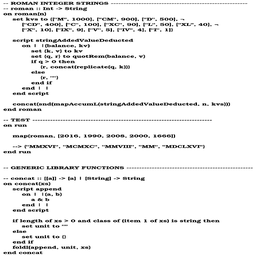 -- ROMAN INTEGER STRINGS ----------------------------------------------------
-- roman :: Int -> String
on roman(n)
    set kvs to {["M", 1000], ["CM", 900], ["D", 500], ¬
        ["CD", 400], ["C", 100], ["XC", 90], ["L", 50], ["XL", 40], ¬
        ["X", 10], ["IX", 9], ["V", 5], ["IV", 4], ["I", 1]}
    script stringAddedValueDeducted
        on |λ|(balance, kv)
            set {k, v} to kv
            set {q, r} to quotRem(balance, v)
            if q > 0 then
                {r, concat(replicate(q, k))}
            else
                {r, ""}
            end if
        end |λ|
    end script
    concat(snd(mapAccumL(stringAddedValueDeducted, n, kvs)))
end roman
-- TEST ---------------------------------------------------------------------
on run
    map(roman, [2016, 1990, 2008, 2000, 1666])
    --> {"MMXVI", "MCMXC", "MMVIII", "MM", "MDCLXVI"}
end run
-- GENERIC LIBRARY FUNCTIONS ------------------------------------------------
-- concat :: [[a]] -> [a] | [String] -> String
on concat(xs)
    script append
        on |λ|(a, b)
            a & b
        end |λ|
    end script
    if length of xs > 0 and class of (item 1 of xs) is string then
        set unit to ""
    else
        set unit to {}
    end if
    foldl(append, unit, xs)
end concat